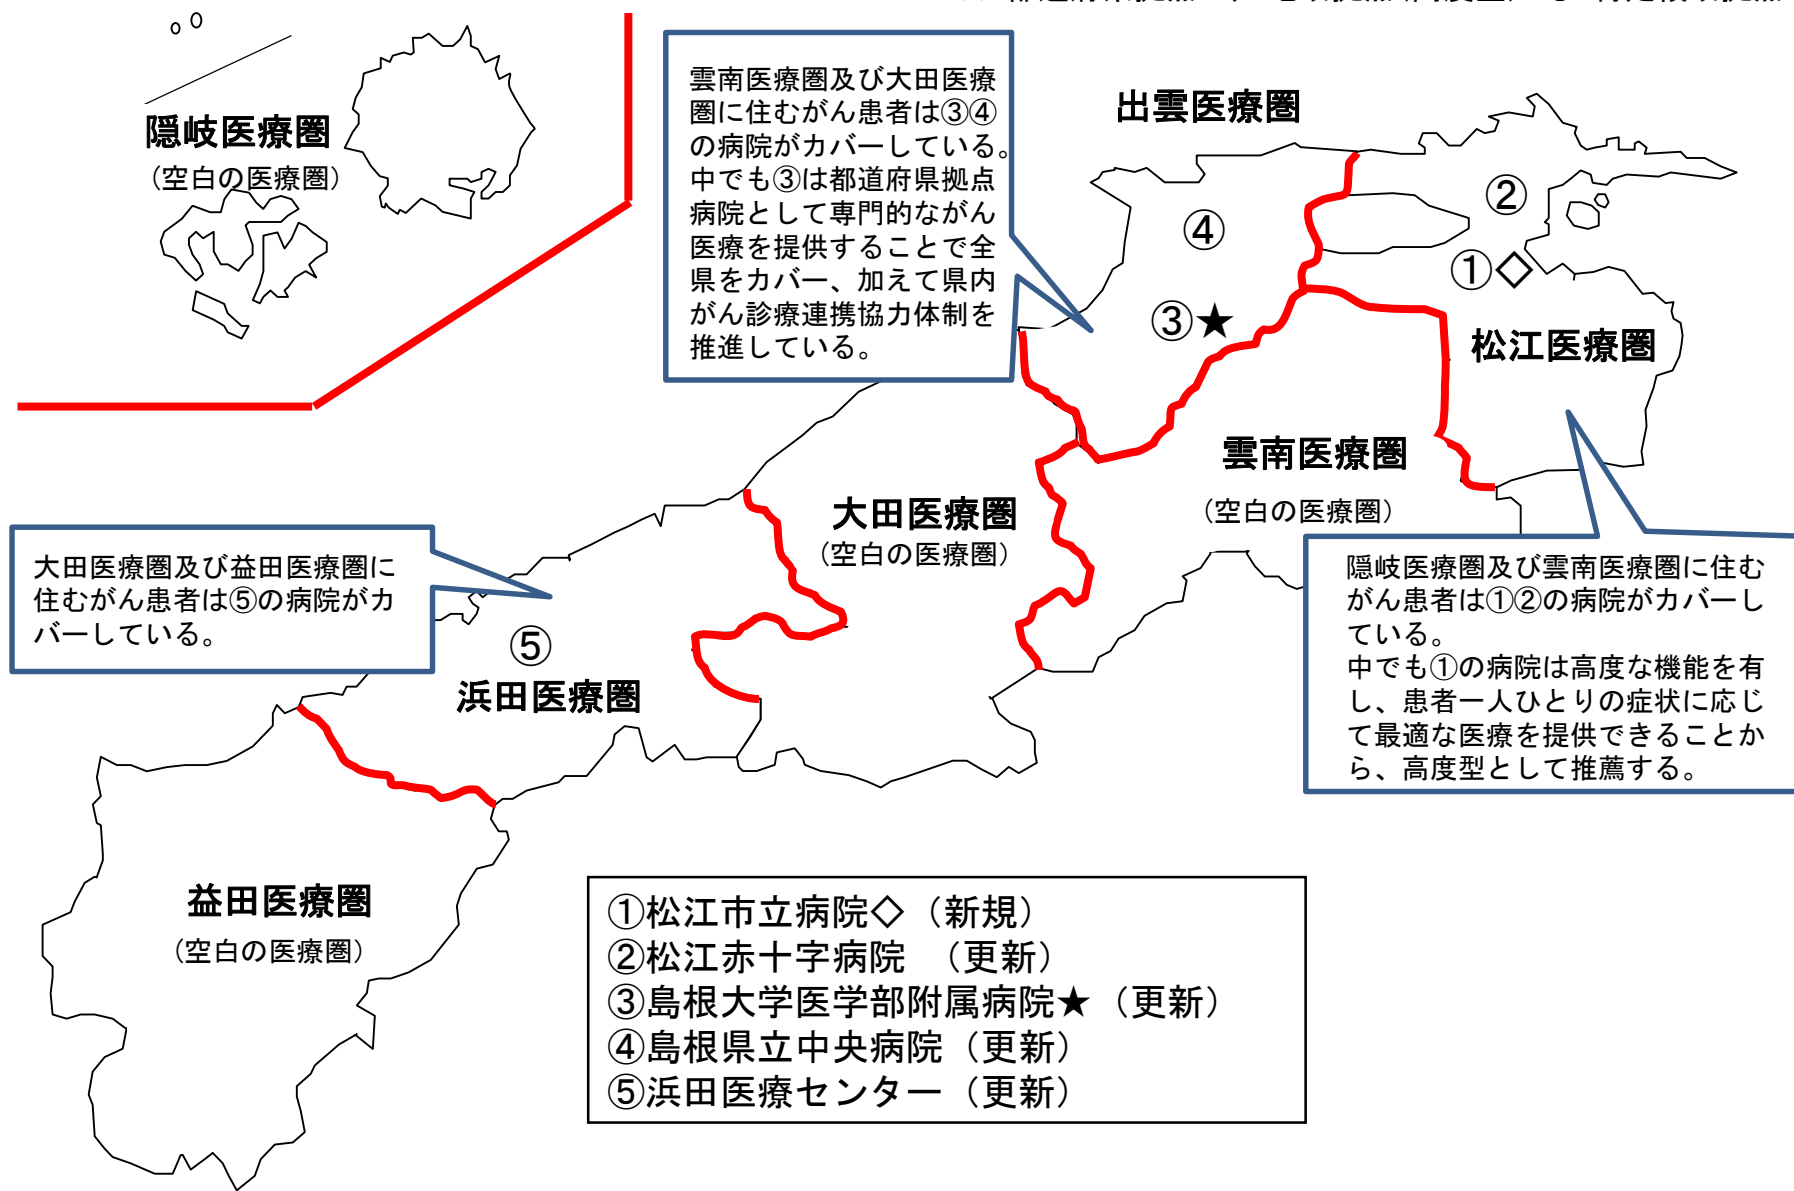 隠岐医療圏
(空白の医療圏)
雲南医療圏及び大田医療
圏に住むがん患者は③④
の病院がカバーしている。
中でも③は都道府県拠点
病院として専門的ながん
医療を提供することで全
県をカバー、加えて県内
がん診療連携協力体制を
推進している。
出雲医療圏
②
④
①◇
③★
松江医療圏
雲南医療圏
(空白の医療圏)
大田医療圏
(空白の医療圏)
大田医療圏及び益田医療圏に
住むがん患者は⑤の病院がカ
バーしている。
⑤
浜田医療圏
隠岐医療圏及び雲南医療圏に住む
がん患者は①②の病院がカバーし
ている。
中でも①の病院は高度な機能を有
し、患者一人ひとりの症状に応じ
て最適な医療を提供できることか
ら、高度型として推薦する。
益田医療圏
(空白の医療圏)
①松江市立病院◇（新規）
②松江赤十字病院　（更新）
③島根大学医学部附属病院★（更新）
④島根県立中央病院（更新）
⑤浜田医療センター（更新）